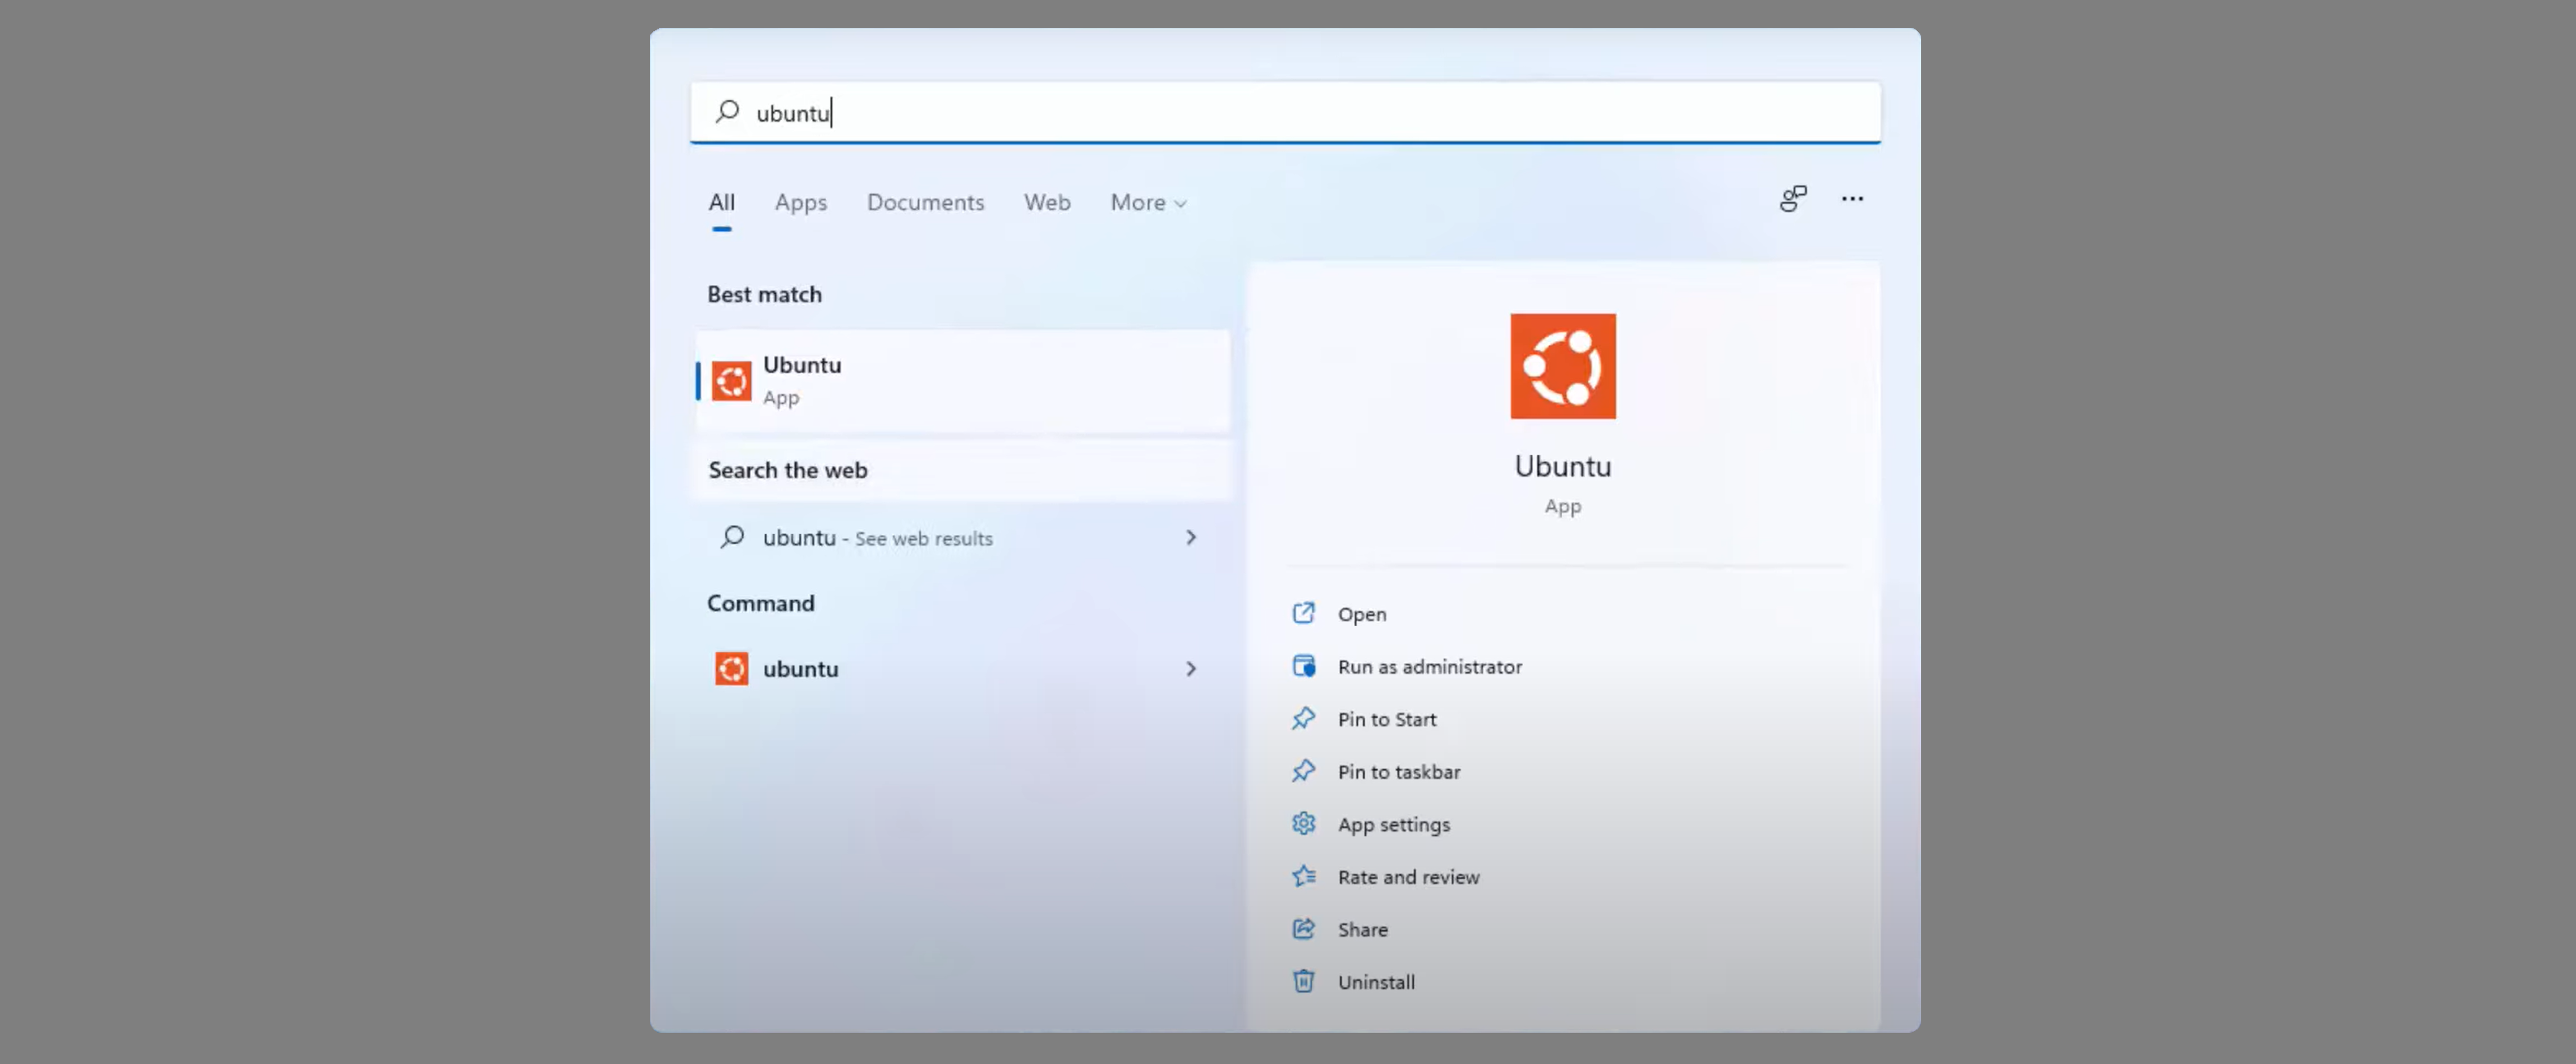 ubuntu
All Apps Documents Web More
Best match
Ubuntu
App
Search the web
ubuntu - See web results
Command
ubuntu
Ubuntu
App
Open
Run as administrator
Pin to Start
Pin to taskbar
App settings
Rate and review
Share
Uninstall